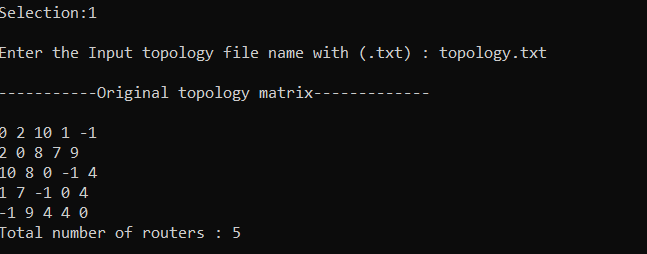 Selection:1
Enter the Input topology file name with (.txt) : topology.txt
-----------Original topology matrix-------------
0 2 10 1 -1
2 0 8 7 9
10 8 0 -1 4
1 7 -1 0 4
-1 9 4 4 0
Total number of routers : 5